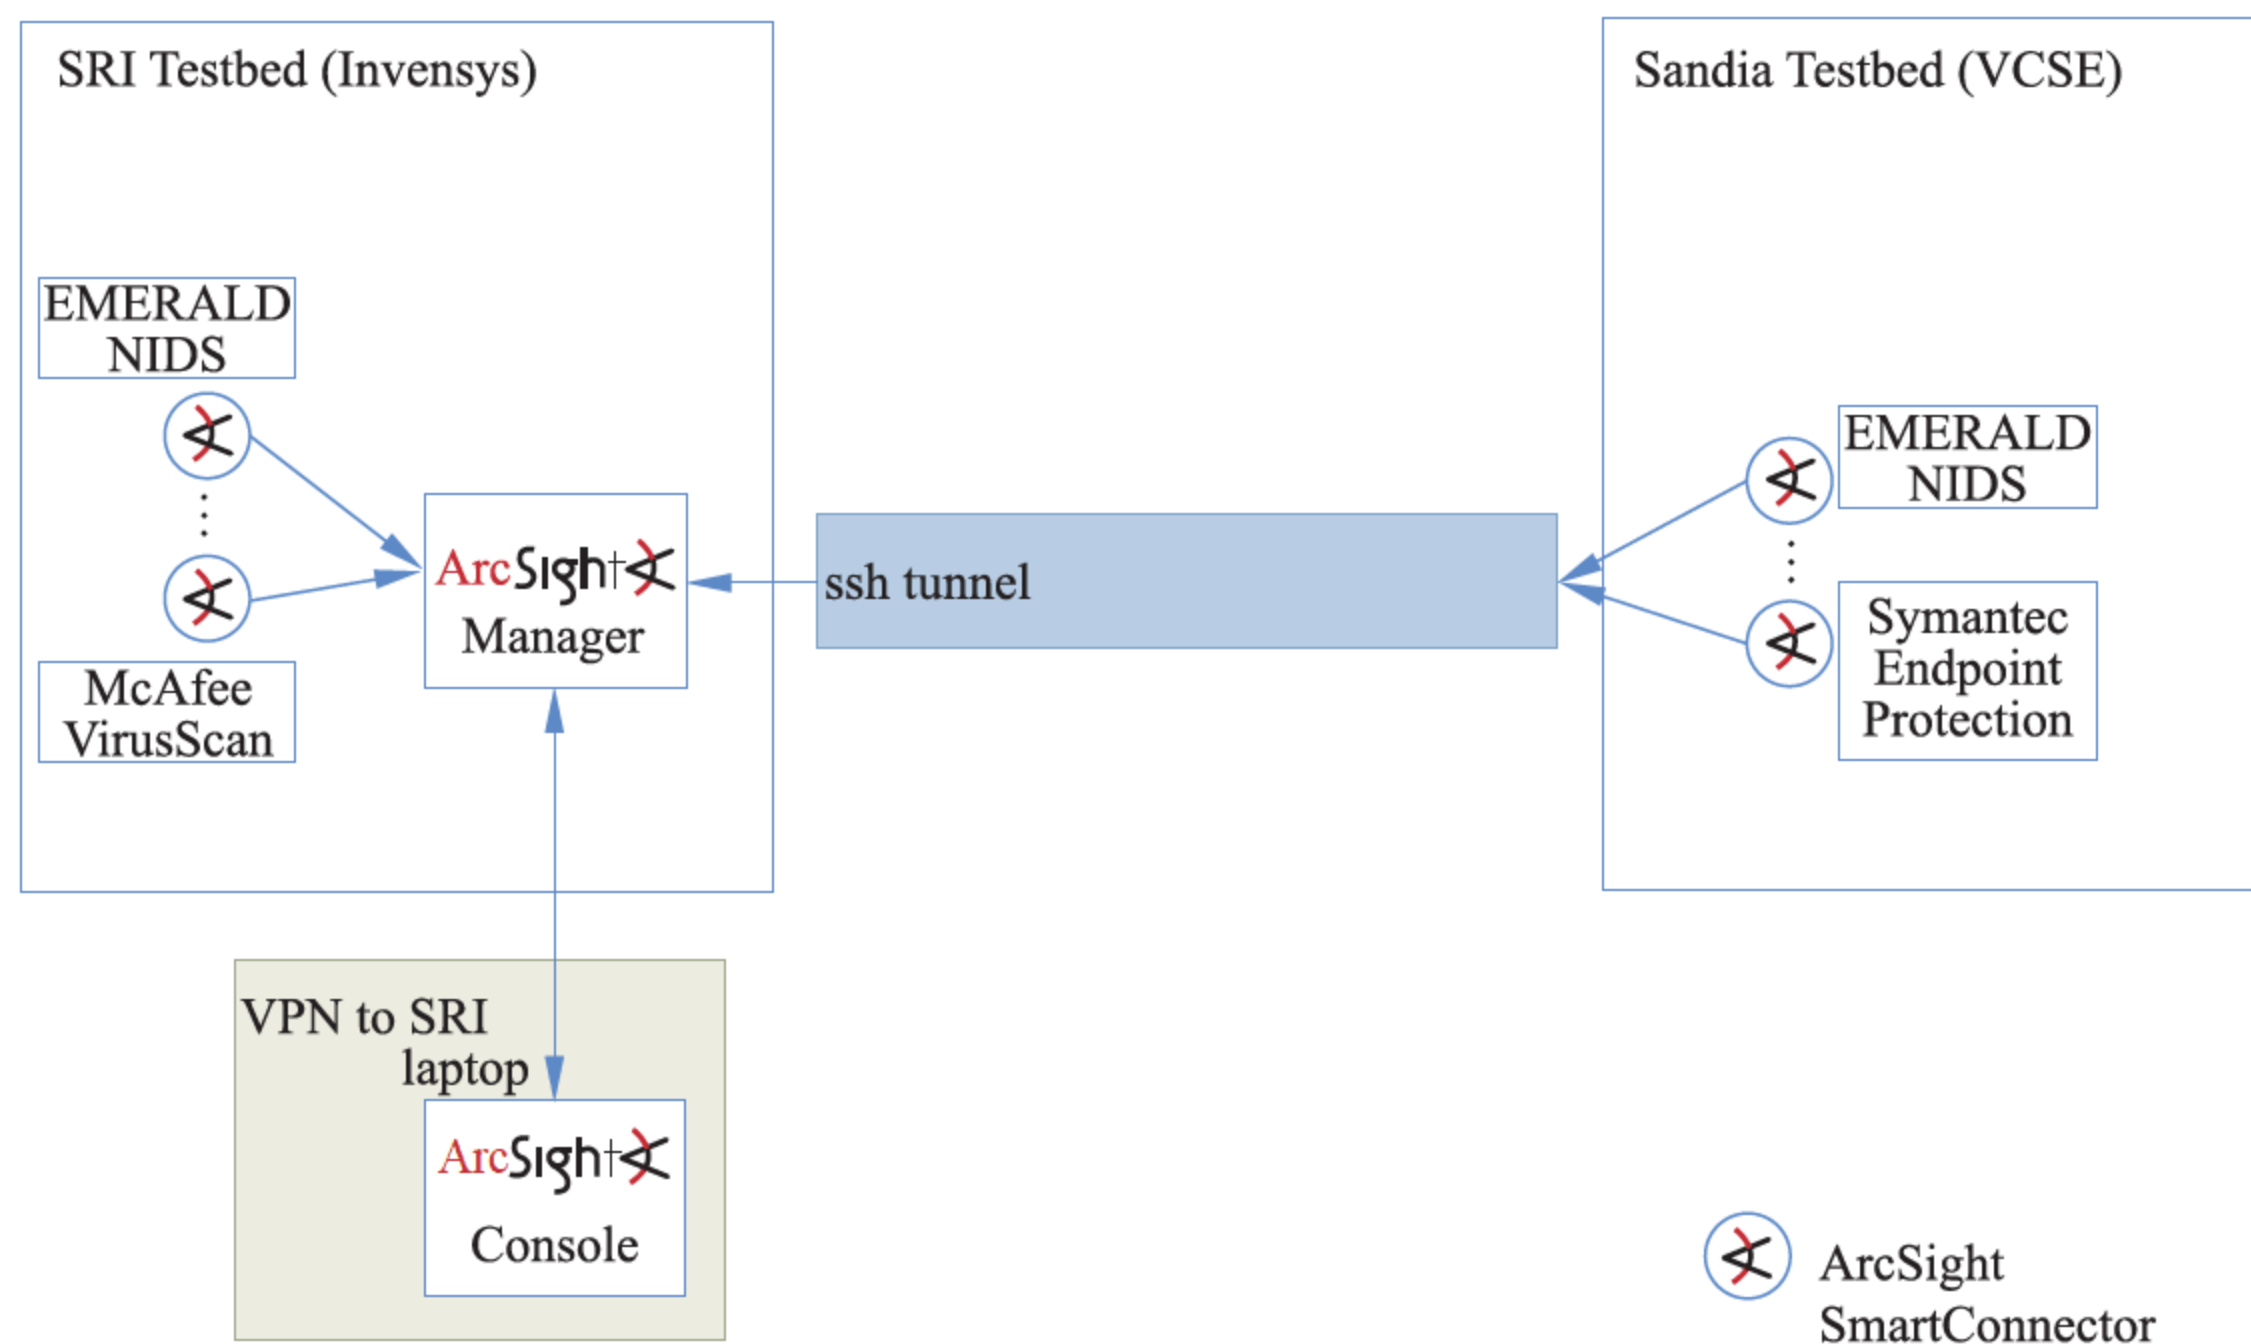 SRI Testbed (Invensys)
EMERALD
NIDS
McAfee
VirusScan
ArcSight
Manager
ssh tunnel
Sandia Testbed (VCSE)
EMERALD
NIDS
Symantec
Endpoint
Protection
VPN to SRI
laptop
ArcSight
Console
ArcSight
SmartConnector